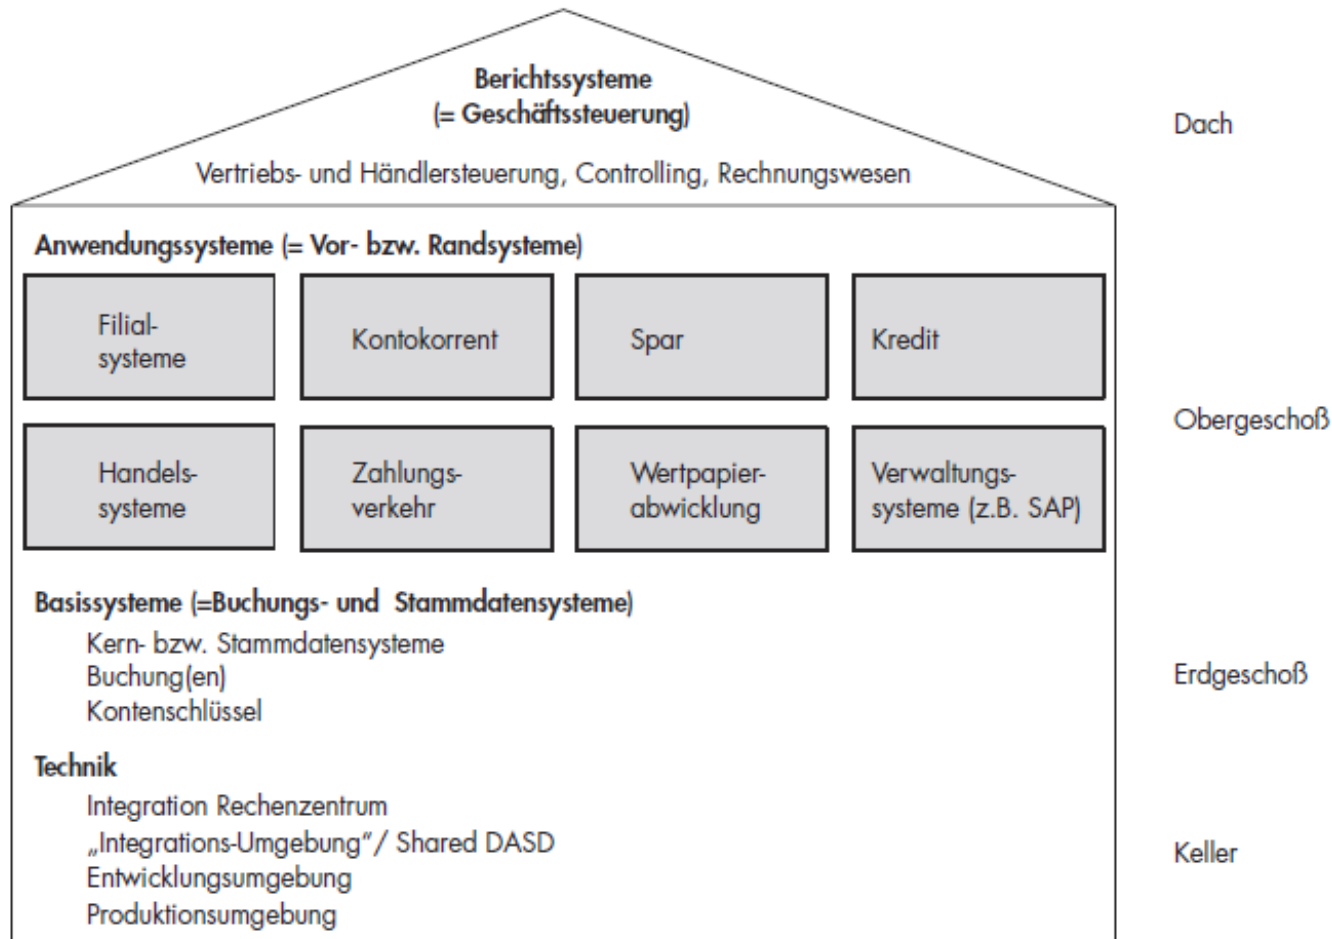 Berichtssysteme
(= Geschäftssteuerung)
Vertriebs- und Händlersteuerung, Controlling, Rechnungswesen
Dach
Anwendungssysteme (= Vor- bzw. Randsysteme)
Filial-
systeme
Kontokorrent
Spar
Kredit
Obergeschoß
Handels-
systeme
Zahlungs-
verkehr
Wertpapier-
abwicklung
Verwaltungs-
systeme (z.B. SAP)
Basissysteme (=Buchungs- und Stammdatensysteme)
Kern- bzw. Stammdatensysteme
Buchung(en)
Kontenschlüssel
Erdgeschoß
Technik
Integration Rechenzentrum
„Integrations-Umgebung“/ Shared DASD
Entwicklungsumgebung
Produktionsumgebung
Keller